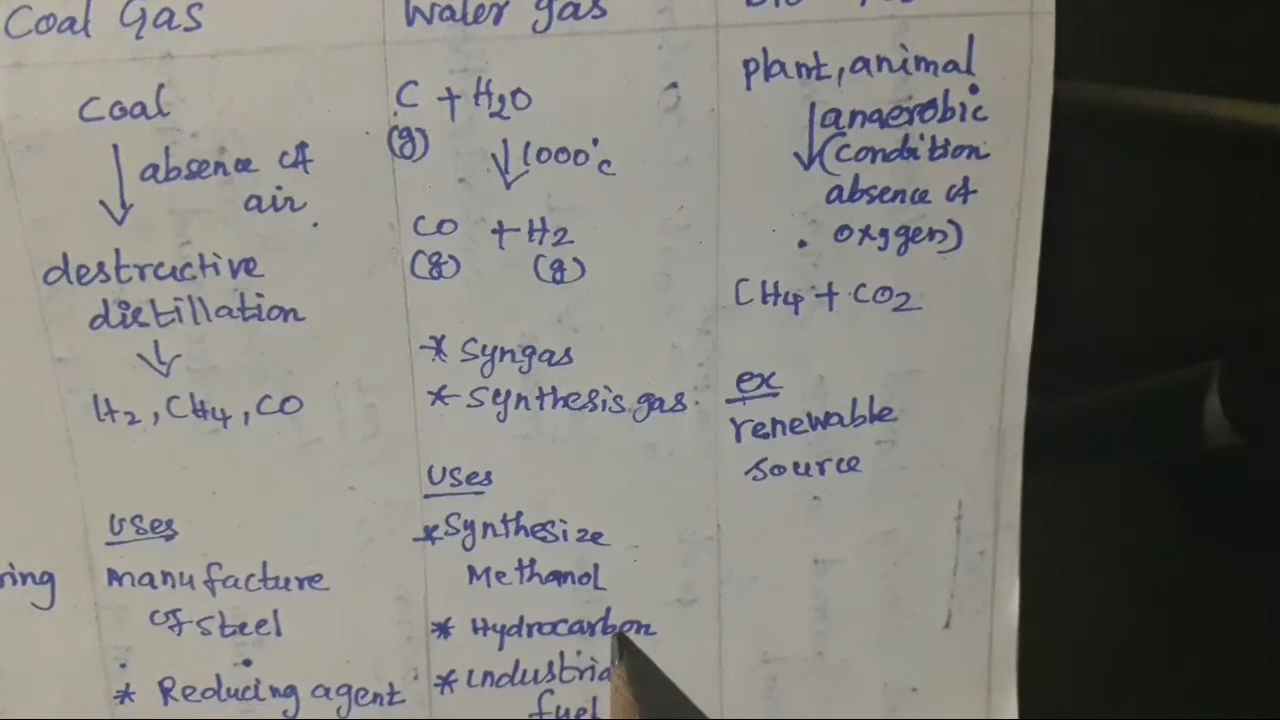 Coal Gas
coal
absence of
air
destructive
distillation
H2, CH4, CO
uses
manufacture
of steel
* Reducing agent
Water gas
C + H2O
(g)
1000°c
CO + H2
(g) (g)
* Syngas
* Synthesis gas
Uses
* Synthesize
Methanol
* Hydrocarbon
* Industria
fuel
plant, animal
anaerobic
(condition
absence of
oxygen)
CH4 + CO2
ex
renewable
source